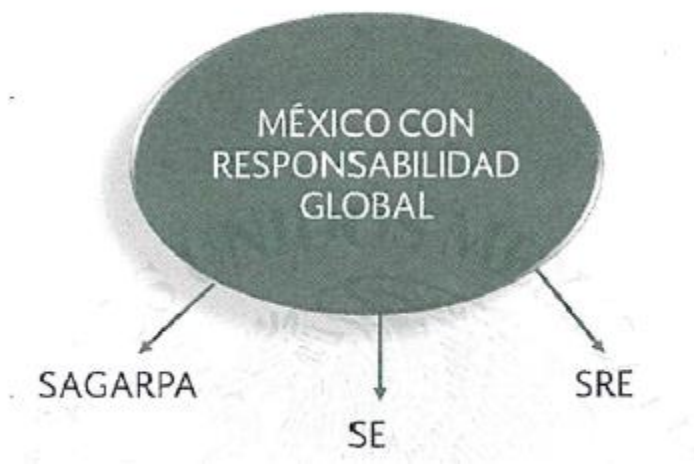 MÉXICO CON
RESPONSABILIDAD
GLOBAL
SAGARPA
SE
SRE